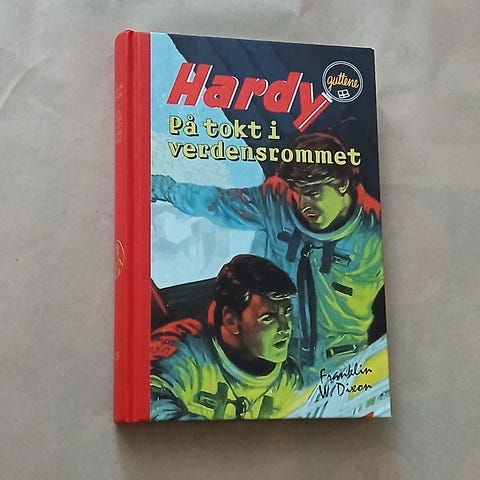 Hardy
guttene
På tokt i
verdensrommet
Franklin
W. Dixon